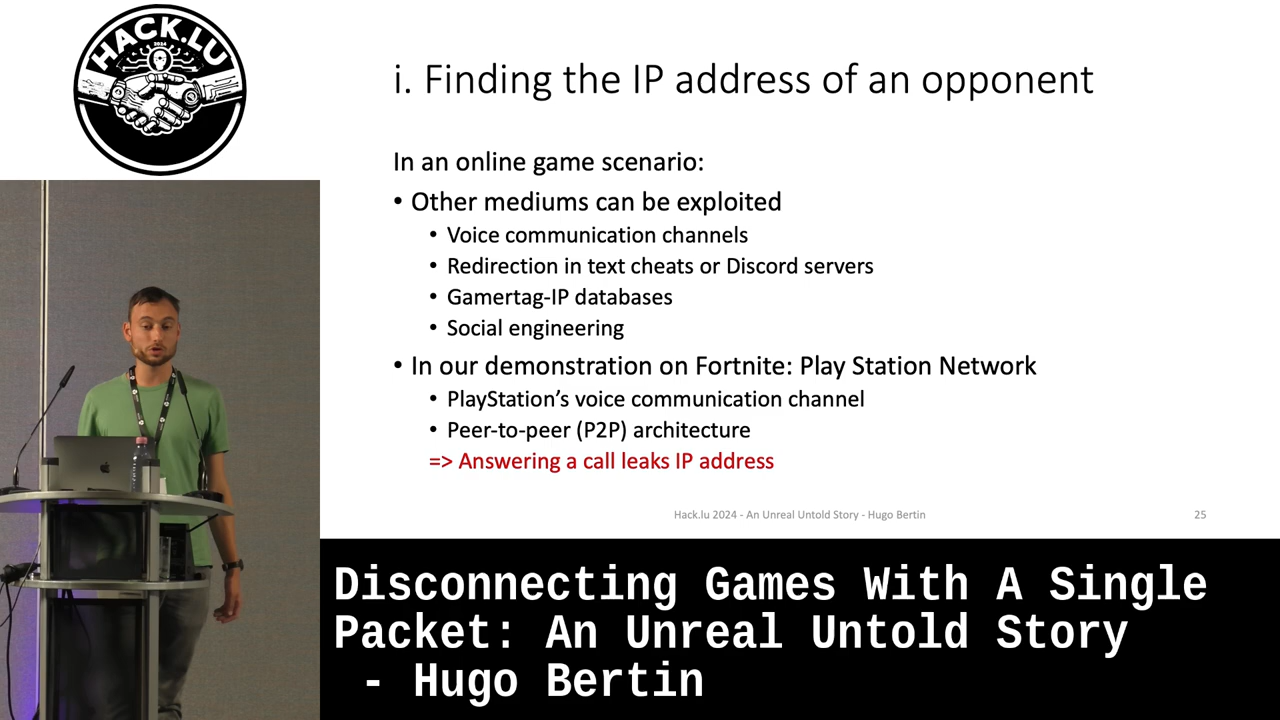 HACK.LU
2024
i. Finding the IP address of an opponent
In an online game scenario:
• Other mediums can be exploited
• Voice communication channels
• Redirection in text cheats or Discord servers
• Gamertag-IP databases
• Social engineering
• In our demonstration on Fortnite: Play Station Network
• PlayStation’s voice communication channel
• Peer-to-peer (P2P) architecture
=> Answering a call leaks IP address
Hack.lu 2024 - An Unreal Untold Story - Hugo Bertin
25
Disconnecting Games With A Single
Packet: An Unreal Untold Story
- Hugo Bertin